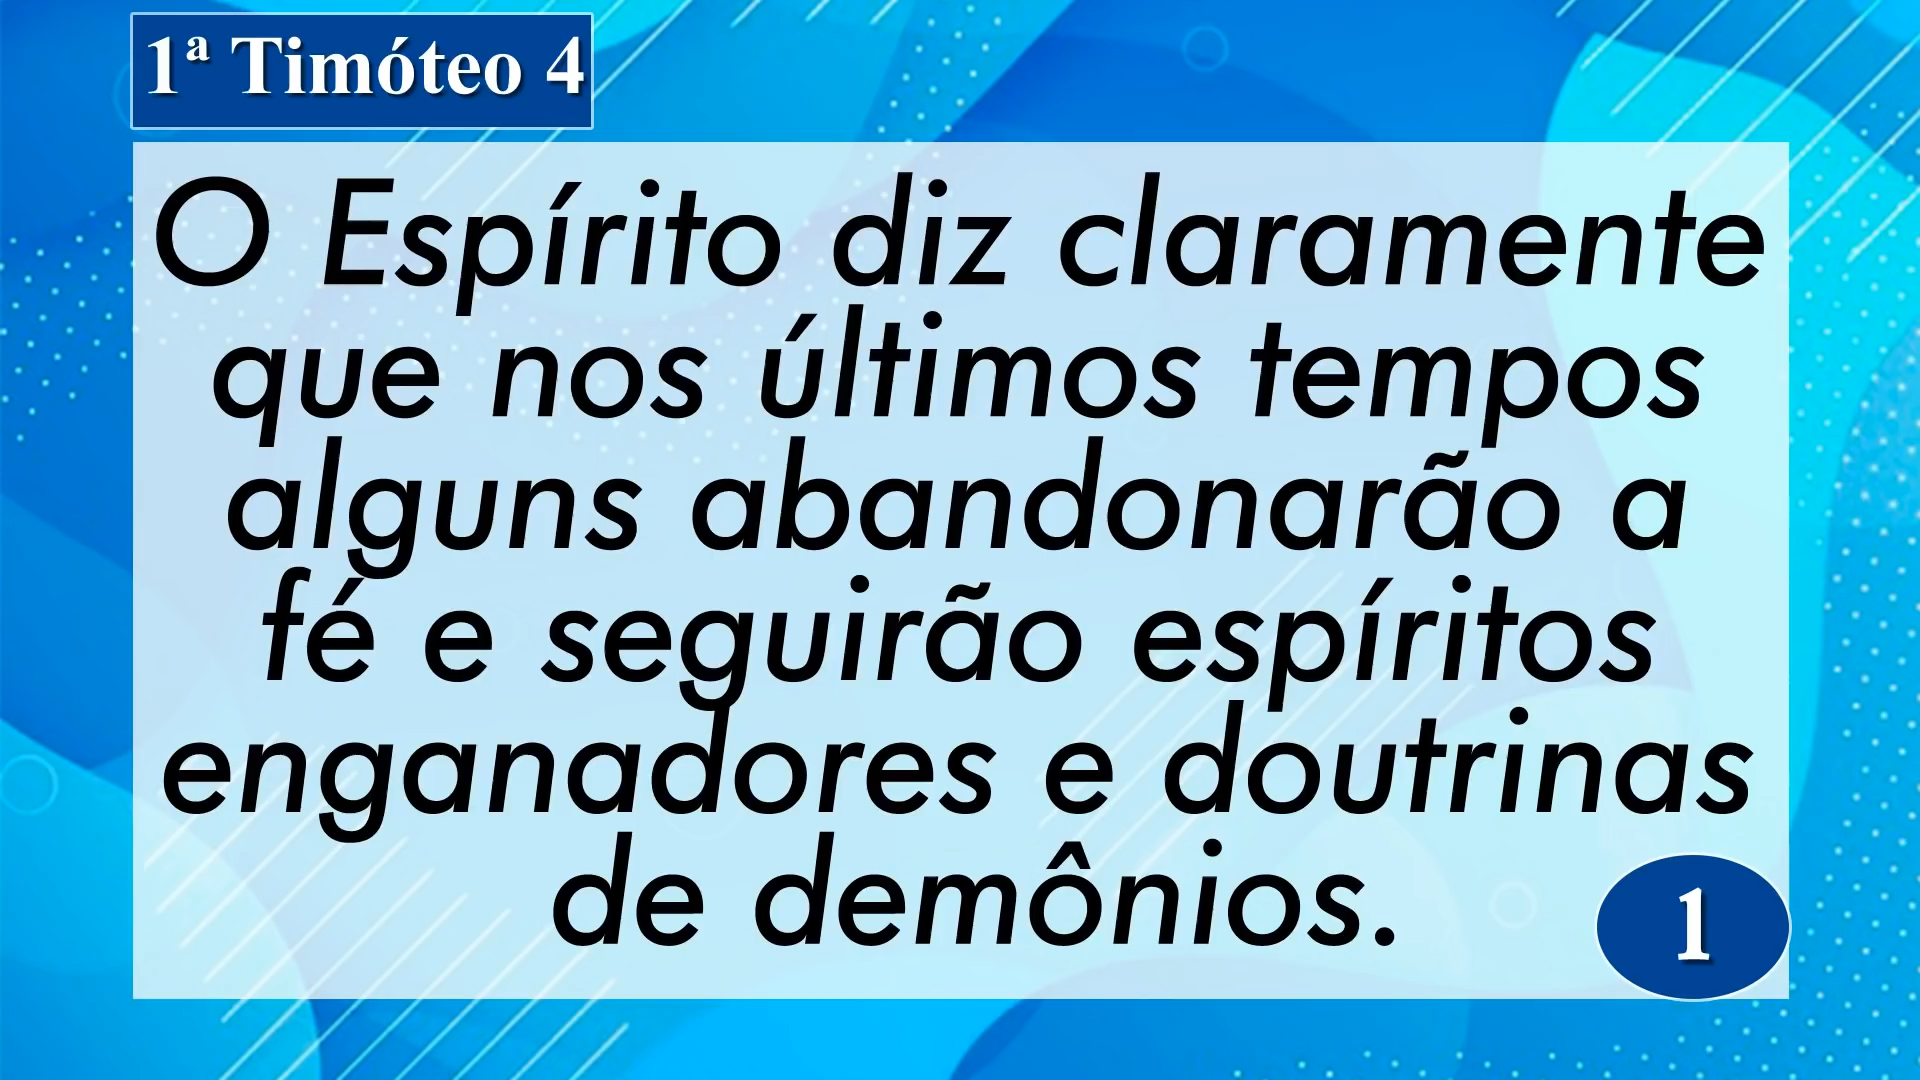 1ª Timóteo 4
O Espírito diz claramente
que nos últimos tempos
alguns abandonarão a
fé e seguirão espíritos
enganadores e doutrinas
de demônios.
1